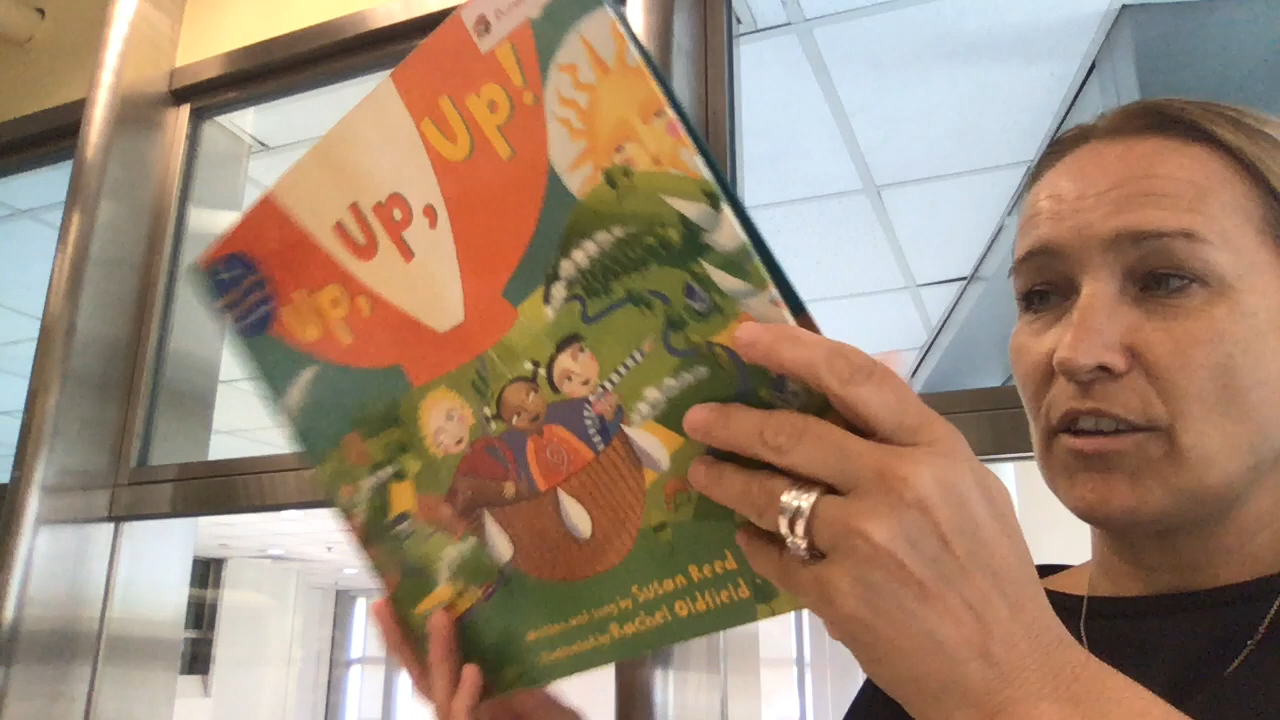 up,
up,
up!
written and sung by Susan Reed
illustrated by Rachel Oldfield